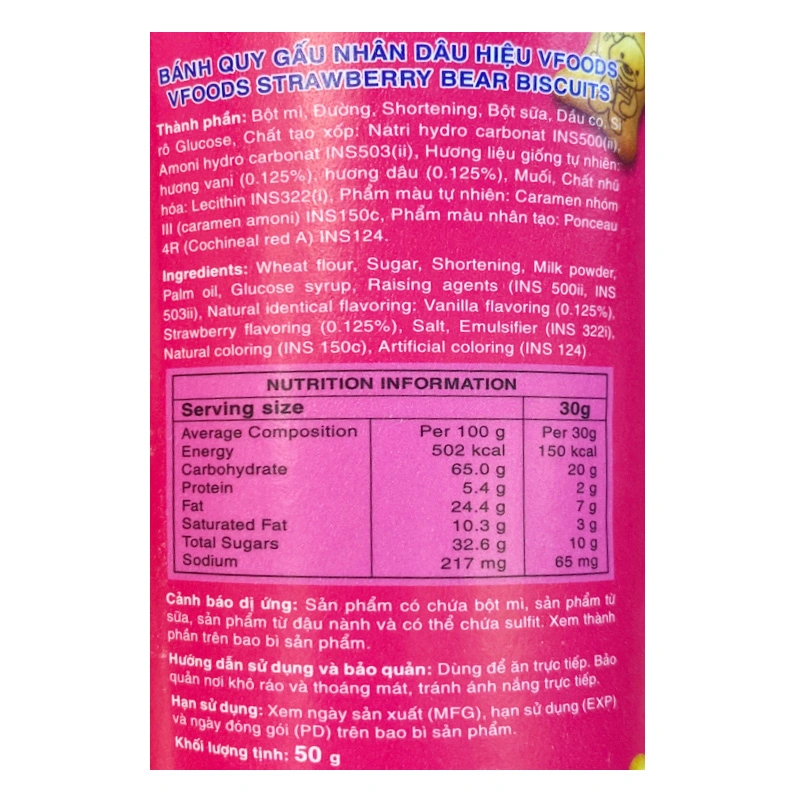 BÁNH QUY GẤU NHÂN DÂU HIỆU VFOODS
VFOODS STRAWBERRY BEAR BISCUITS
Thành phần: Bột mì, Đường, Shortening, Bột sữa, Dầu cọ, Si
rô Glucose, Chất tạo xốp: Natri hydro carbonat INS500(ii),
Amoni hydro carbonat INS503(ii), Hương liệu giống tự nhiên:
hương vani (0.125%), hương dâu (0.125%), Muối, Chất nhũ
hóa: Lecithin INS322(i), Phẩm màu tự nhiên: Caramen nhóm
III (caramen amoni) INS150c, Phẩm màu nhân tạo: Ponceau
4R (Cochineal red A) INS124.
Ingredients: Wheat flour, Sugar, Shortening, Milk powder,
Palm oil, Glucose syrup, Raising agents (INS 500ii, INS
503ii), Natural identical flavoring: Vanilla flavoring (0.125%),
Strawberry flavoring (0.125%), Salt, Emulsifier (INS 322i),
Natural coloring (INS 150c), Artificial coloring (INS 124)
NUTRITION INFORMATION
Serving size 30g
Average Composition Per 100 g Per 30g
Energy 502 kcal 150 kcal
Carbohydrate 65.0 g 20 g
Protein 5.4 g 2 g
Fat 24.4 g 7 g
Saturated Fat 10.3 g 3 g
Total Sugars 32.6 g 10 g
Sodium 217 mg 65 mg
Cảnh báo dị ứng: Sản phẩm có chứa bột mì, sản phẩm từ
sữa, sản phẩm từ đậu nành và có thể chứa sulfit. Xem thành
phần trên bao bì sản phẩm.
Hướng dẫn sử dụng và bảo quản: Dùng để ăn trực tiếp. Bảo
quản nơi khô ráo và thoáng mát, tránh ánh nắng trực tiếp.
Hạn sử dụng: Xem ngày sản xuất (MFG), hạn sử dụng (EXP)
và ngày đóng gói (PD) trên bao bì sản phẩm.
Khối lượng tịnh: 50 g